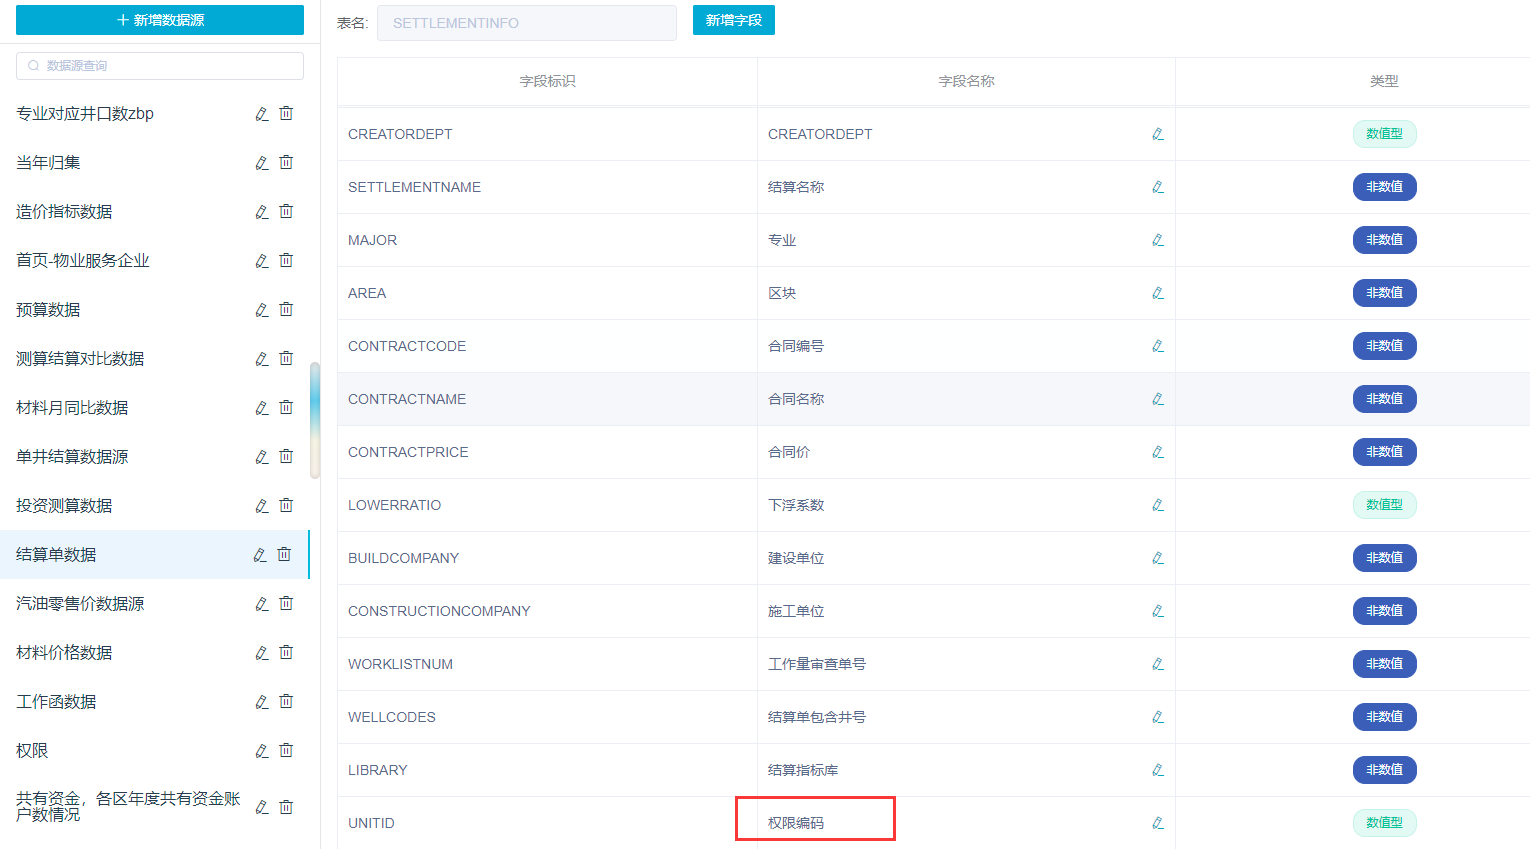 新增数据源
数据源查询
专业对应井口数zbp
当年归集
造价指标数据
首页-物业服务企业
预算数据
测算结算对比数据
材料月同比数据
单井结算数据源
投资测算数据
结算单数据
汽油零售价数据源
材料价格数据
工作函数据
权限
共有资金，各区年度共有资金账
户数情况
表名: SETTLEMENTINFO 新增字段
字段标识 字段名称 类型
CREATORDEPT CREATORDEPT 数值型
SETTLEMENTNAME 结算名称 非数值
MAJOR 专业 非数值
AREA 区块 非数值
CONTRACTCODE 合同编号 非数值
CONTRACTNAME 合同名称 非数值
CONTRACTPRICE 合同价 非数值
LOWERRATIO 下浮系数 数值型
BUILDCOMPANY 建设单位 非数值
CONSTRUCTIONCOMPANY 施工单位 非数值
WORKLISTNUM 工作量审查单号 非数值
WELLCODES 结算单包含井号 非数值
LIBRARY 结算指标库 非数值
UNITID 权限编码 数值型